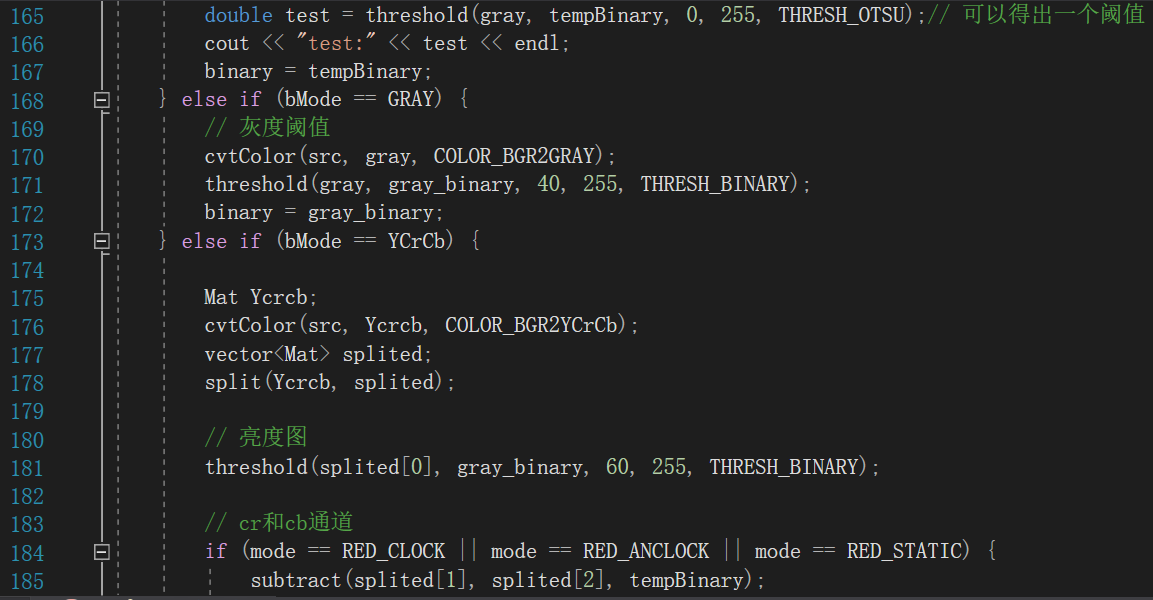 165 double test = threshold(gray, tempBinary, 0, 255, THRESH_OTSU);// 可以得出一个阈值
166 cout << "test:" << test << endl;
167 binary = tempBinary;
168 } else if (bMode == GRAY) {
169 // 灰度阈值
170 cvtColor(src, gray, COLOR_BGR2GRAY);
171 threshold(gray, gray_binary, 40, 255, THRESH_BINARY);
172 binary = gray_binary;
173 } else if (bMode == YCrCb) {
174
175 Mat Ycrcb;
176 cvtColor(src, Ycrcb, COLOR_BGR2YCrCb);
177 vector<Mat> splited;
178 split(Ycrcb, splited);
179
180 // 亮度图
181 threshold(splited[0], gray_binary, 60, 255, THRESH_BINARY);
182
183 // cr和cb通道
184 if (mode == RED_CLOCK || mode == RED_ANCLOCK || mode == RED_STATIC) {
185 subtract(splited[1], splited[2], tempBinary);